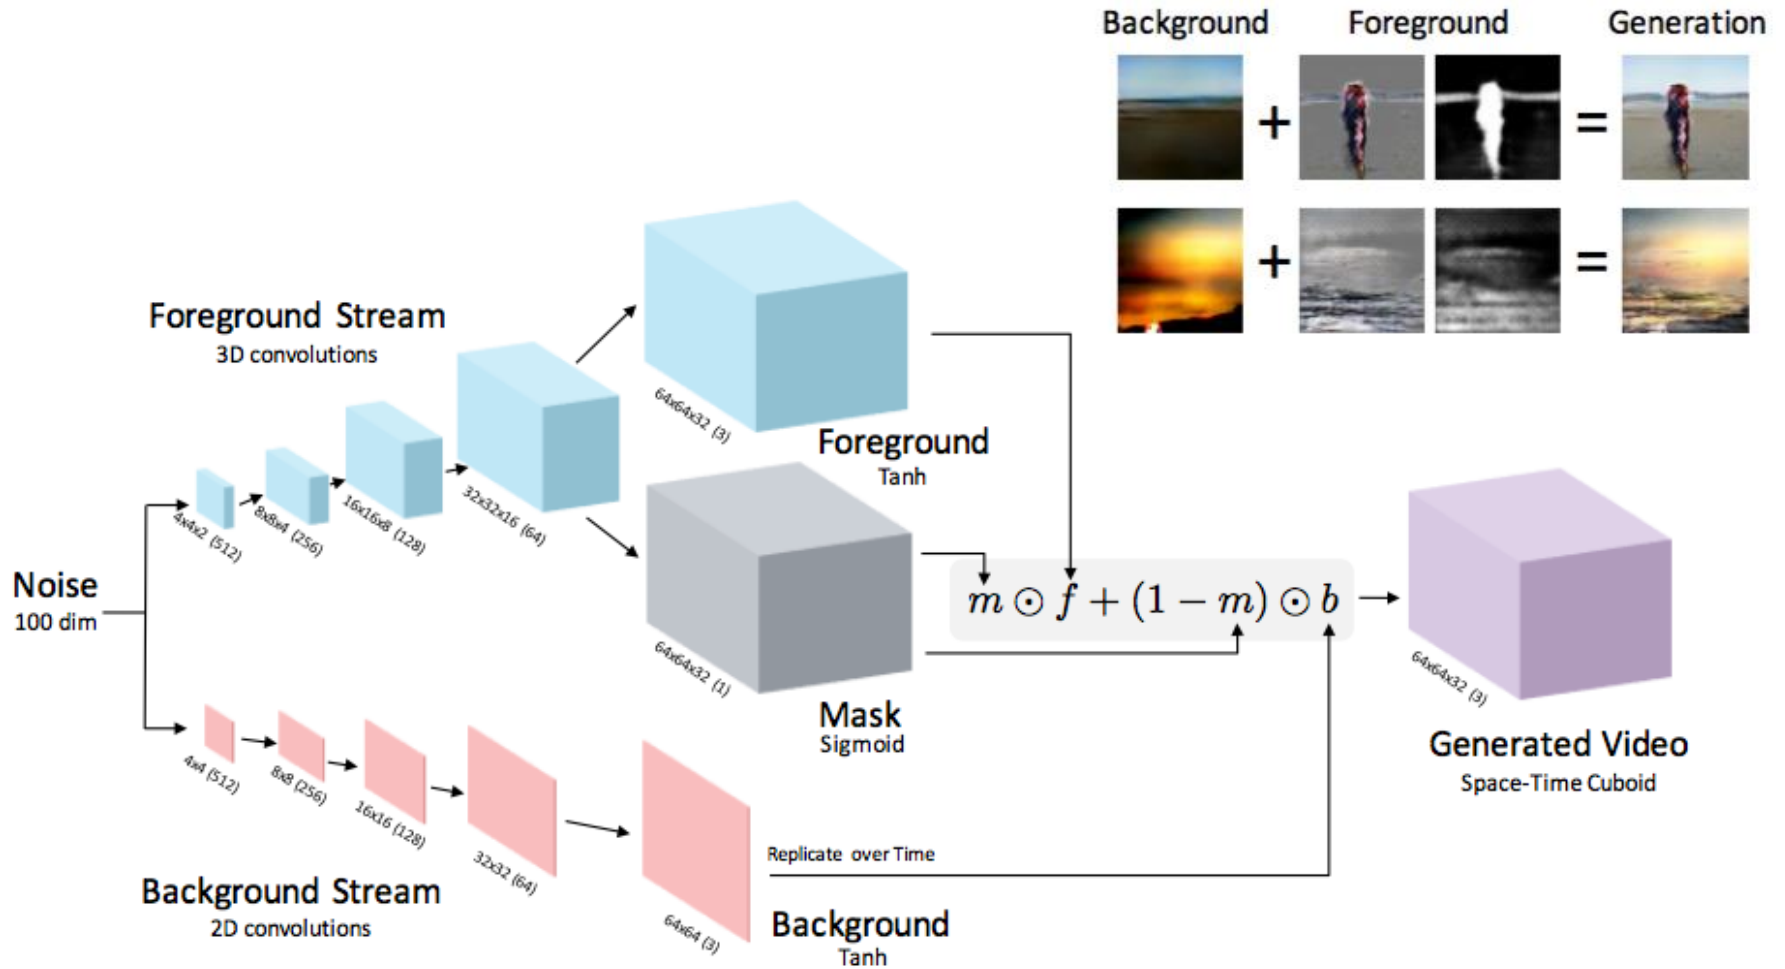 Background Foreground Generation
+ =
+ =
Foreground Stream
3D convolutions
4x4x2 (512)
8x8x4 (256)
16x16x8 (128)
32x32x16 (64)
64x64x32 (3)
Foreground
Tanh
Noise
100 dim
64x64x32 (1)
Mask
Sigmoid
m ⊙ f + (1 − m) ⊙ b
64x64x32 (3)
Generated Video
Space-Time Cuboid
4x4 (512)
8x8 (256)
16x16 (128)
32x32 (64)
64x64 (3)
Replicate over Time
Background Stream
2D convolutions
Background
Tanh